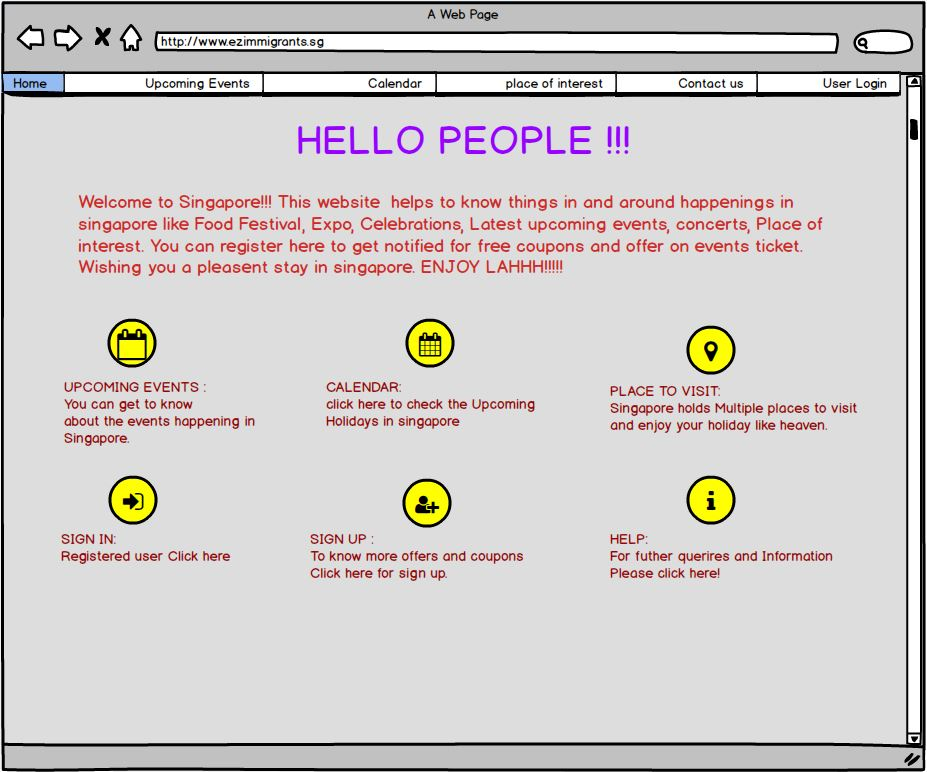 A Web Page
http://www.ezimmigrants.sg
Home Upcoming Events Calendar place of interest Contact us User Login
HELLO PEOPLE !!!
Welcome to Singapore!!! This website helps to know things in and around happenings in
singapore like Food Festival, Expo, Celebrations, Latest upcoming events, concerts, Place of
interest. You can register here to get notified for free coupons and offer on events ticket.
Wishing you a pleasent stay in singapore. ENJOY LAHHH!!!!!
UPCOMING EVENTS :
You can get to know
about the events happening in
Singapore.
CALENDAR:
click here to check the Upcoming
Holidays in singapore
PLACE TO VISIT:
Singapore holds Multiple places to visit
and enjoy your holiday like heaven.
SIGN IN:
Registered user Click here
SIGN UP :
To know more offers and coupons
Click here for sign up.
HELP:
For futher querires and Information
Please click here!